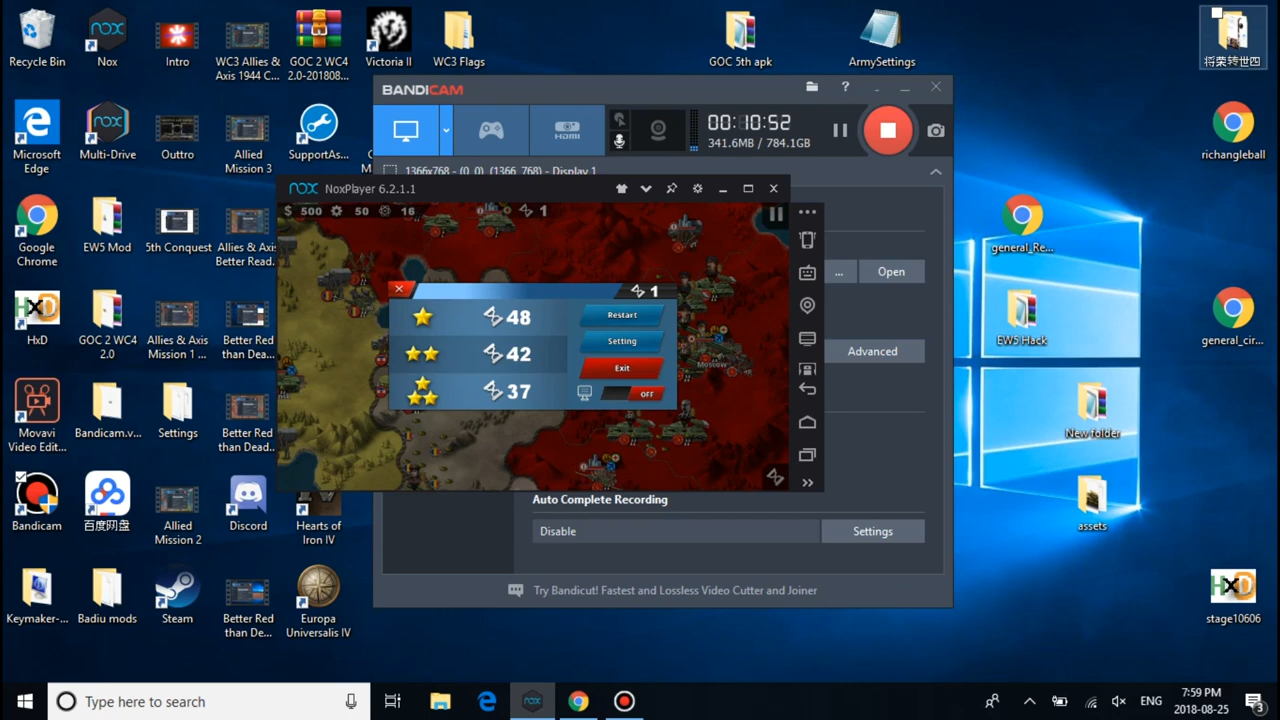 Recycle Bin
Nox
Intro
WC3 Allies &
Axis 1944 C...
GOC 2 WC4
2.0-201808...
Victoria II
WC3 Flags
GOC 5th apk
ArmySettings
将荣转世四
Microsoft
Edge
Multi-Drive
Outtro
Allied
Mission 3
SupportAs...
richangleball
Google
Chrome
EW5 Mod
5th Conquest
Allies & Axis
Better Read...
general_Re...
HxD
GOC 2 WC4
2.0
Allies & Axis
Mission 1 ...
Better Red
than Dea...
EW5 Hack
general_cir...
Movavi
Video Edit...
Bandicam.v...
Settings
Better Red
than Dead...
New folder
Bandicam
百度网盘
Allied
Mission 2
Discord
Hearts of
Iron IV
assets
Keymaker-...
Badiu mods
Steam
Better Red
than De...
Europa
Universalis IV
HxD
stage10606
BANDICAM
?
HDMI
00:10:52
341.6MB / 784.1GB
1366x768 - (0, 0), (1366, 768) - Display 1
nox NoxPlayer 6.2.1.1
$ 500 50 16 1
1
48
42
37
Restart
Setting
Exit
OFF
Moscow
... Open
Advanced
Auto Complete Recording
Disable
Settings
Try Bandicut! Fastest and Lossless Video Cutter and Joiner
Type here to search
nox
ENG
7:59 PM
2018-08-25
3